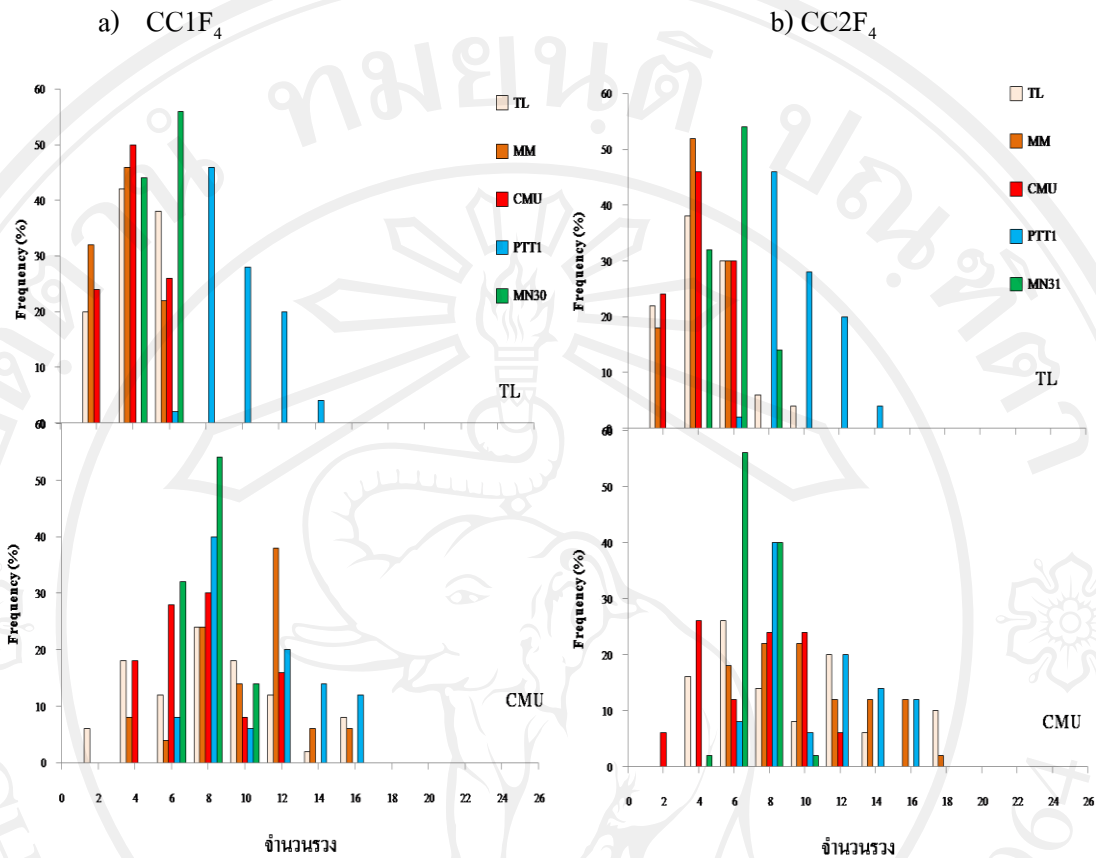 a) CC1F4
b) CC2F4
60
50
40
30
20
10
0
Frequency (%)
TL
MM
CMU
PTT1
MN30
TL
60
50
40
30
20
10
0
Frequency (%)
TL
MM
CMU
PTT1
MN31
TL
60
50
40
30
20
10
0
Frequency (%)
CMU
0 2 4 6 8 10 12 14 16 18 20 22 24 26
จำนวนรวง
60
50
40
30
20
10
0
Frequency (%)
CMU
0 2 4 6 8 10 12 14 16 18 20 22 24 26
จำนวนรวง